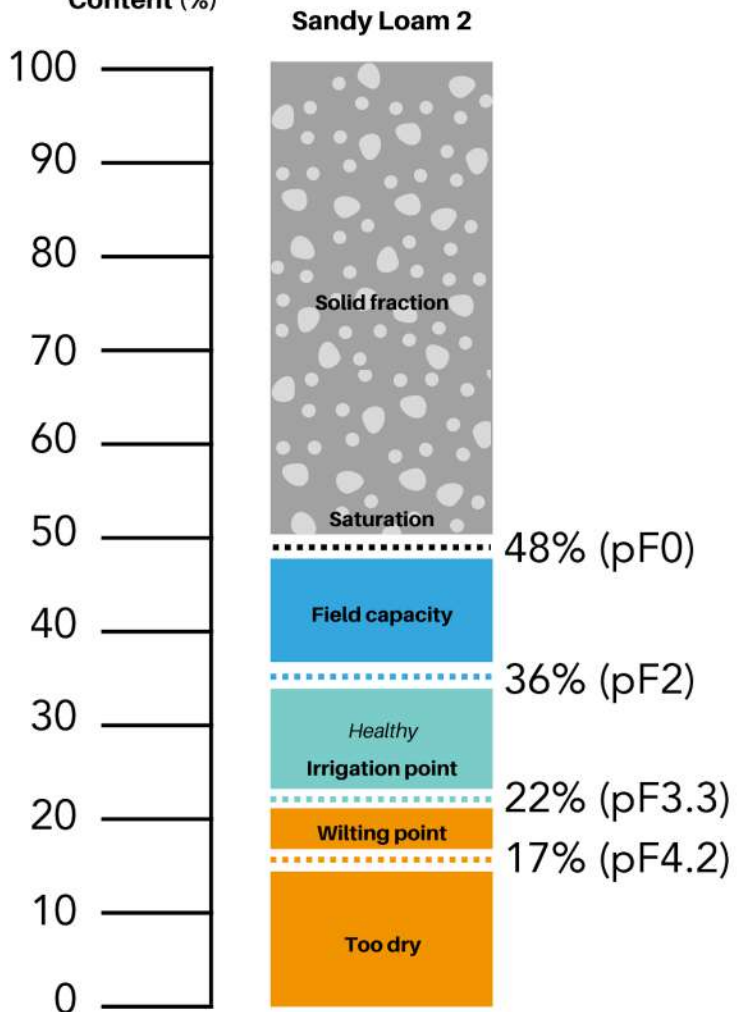 Content (%)
Sandy Loam 2
100
90
80
70
60
50
40
30
20
10
0
Solid fraction
Saturation
48% (pF0)
Field capacity
36% (pF2)
Healthy
Irrigation point
22% (pF3.3)
Wilting point
17% (pF4.2)
Too dry